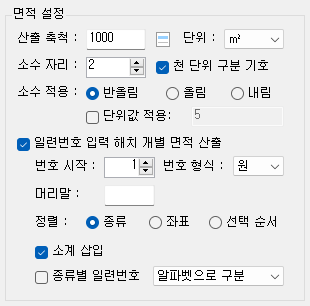 면적 설정
산출 축척 : 1000 단위 : m²
소수 자리 : 2 천 단위 구분 기호
소수 적용 : 반올림 올림 내림
단위값 적용: 5
일련번호 입력 해치 개별 면적 산출
번호 시작 : 1 번호 형식 : 원
머리말 :
정렬 : 종류 좌표 선택 순서
소계 삽입
종류별 일련번호 알파벳으로 구분